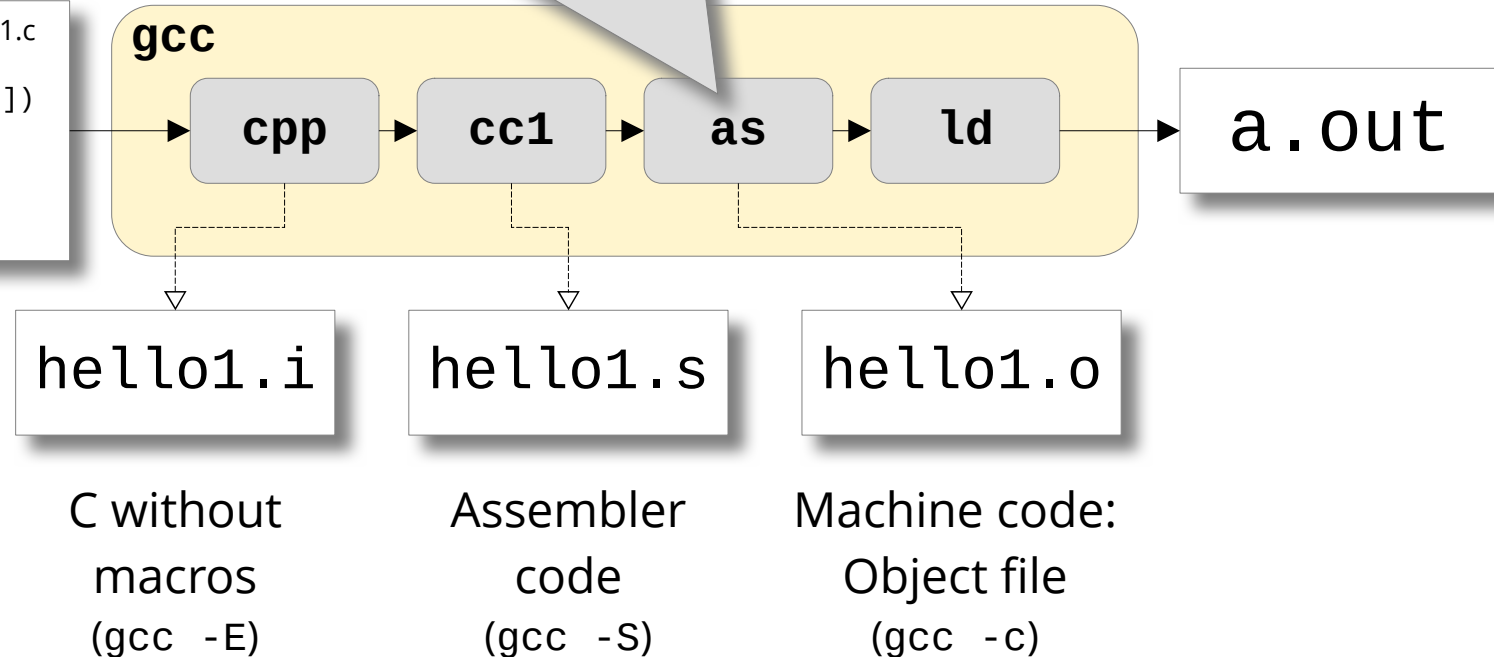 1.c
])
gcc
cpp
cc1
as
ld
a.out
hello1.i
hello1.s
hello1.o
C without
macros
(gcc -E)
Assembler
code
(gcc -S)
Machine code:
Object file
(gcc -c)